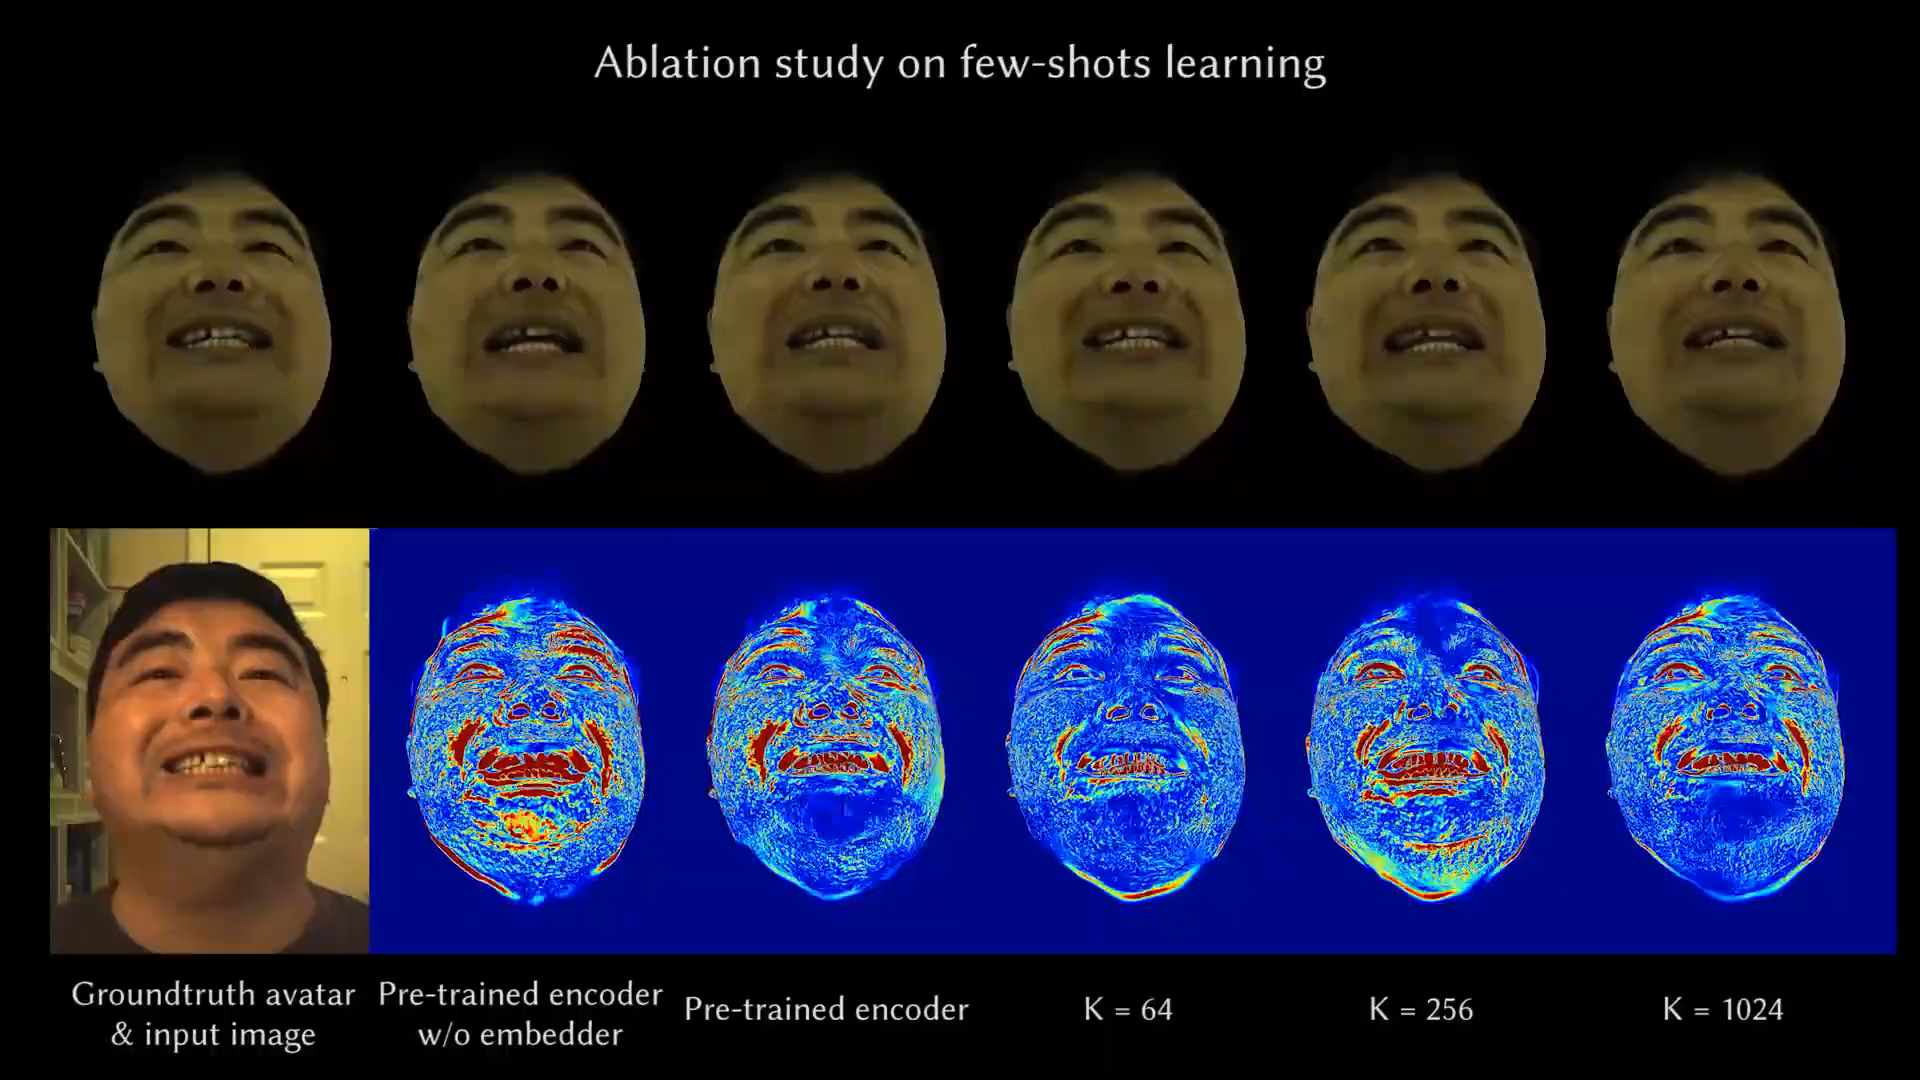 Ablation study on few-shots learning
Groundtruth avatar
& input image
Pre-trained encoder
w/o embedder
Pre-trained encoder
K = 64
K = 256
K = 1024